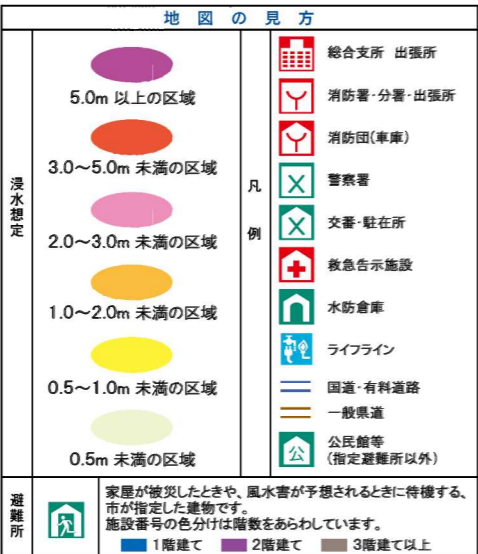 地図の見方
浸水想定
5.0m 以上の区域
3.0～5.0m 未満の区域
2.0～3.0m 未満の区域
1.0～2.0m 未満の区域
0.5～1.0m 未満の区域
0.5m 未満の区域
凡例
総合支所 出張所
消防署・分署・出張所
消防団(車庫)
警察署
交番・駐在所
救急告示施設
水防倉庫
ライフライン
国道・有料道路
一般県道
公
公民館等
(指定避難所以外)
避難所
家屋が被災したときや、風水害が予想されるときに待機する、
市が指定した建物です。
施設番号の色分けは階数をあらわしています。
1階建て 2階建て 3階建て以上